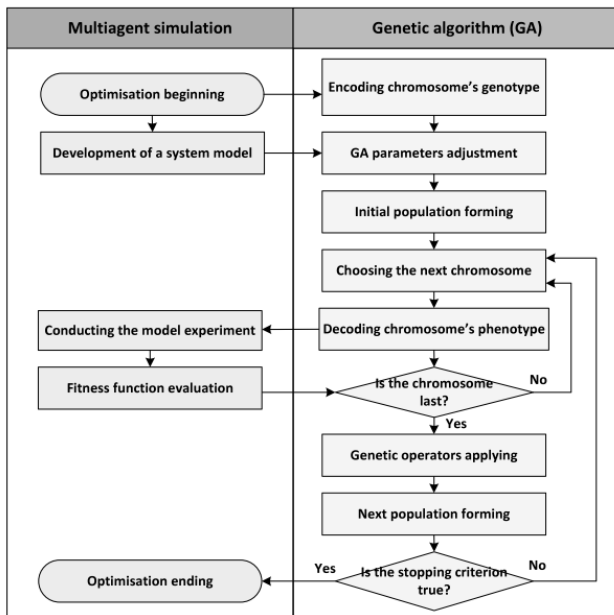 Multiagent simulation
Genetic algorithm (GA)
Optimisation beginning
Encoding chromosome's genotype
Development of a system model
GA parameters adjustment
Initial population forming
Choosing the next chromosome
Conducting the model experiment
Decoding chromosome's phenotype
Fitness function evaluation
Is the chromosome
last?
No
Yes
Genetic operators applying
Next population forming
Optimisation ending
Yes
Is the stopping criterion
true?
No